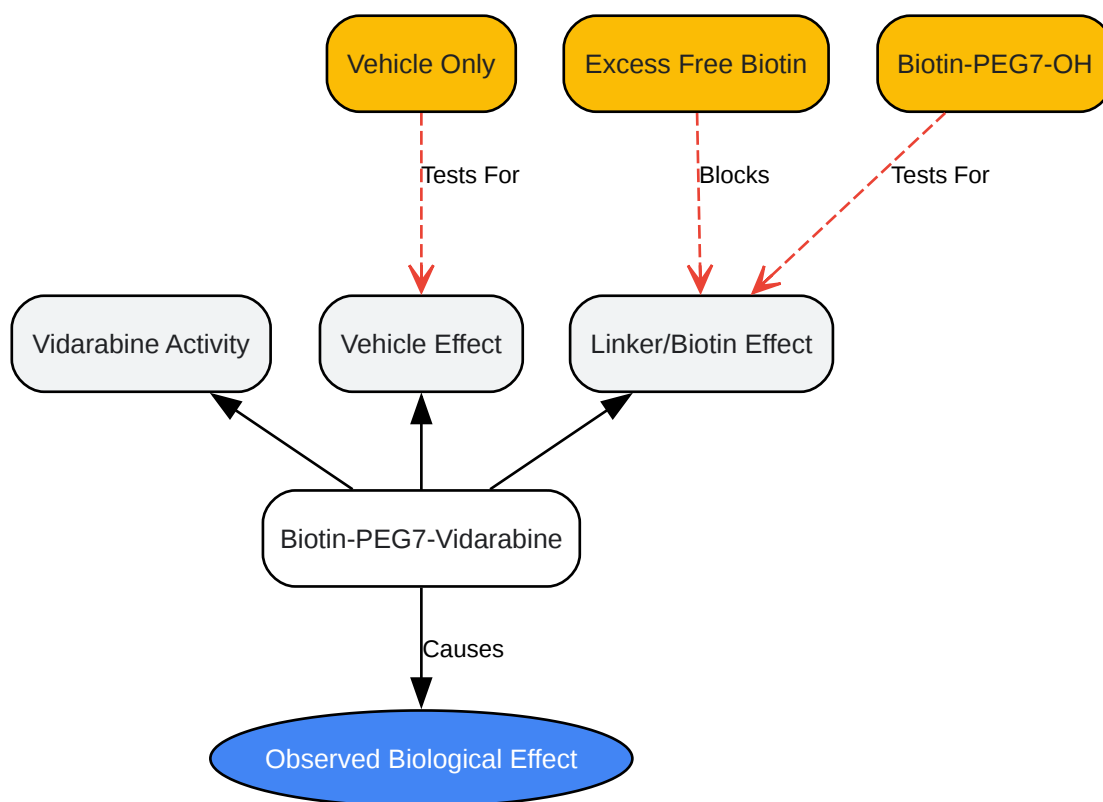 Vehicle Only
Excess Free Biotin
Biotin-PEG7-OH
Tests For
Blocks
Tests For
Vidarabine Activity
Vehicle Effect
Linker/Biotin Effect
Biotin-PEG7-Vidarabine
Causes
Observed Biological Effect